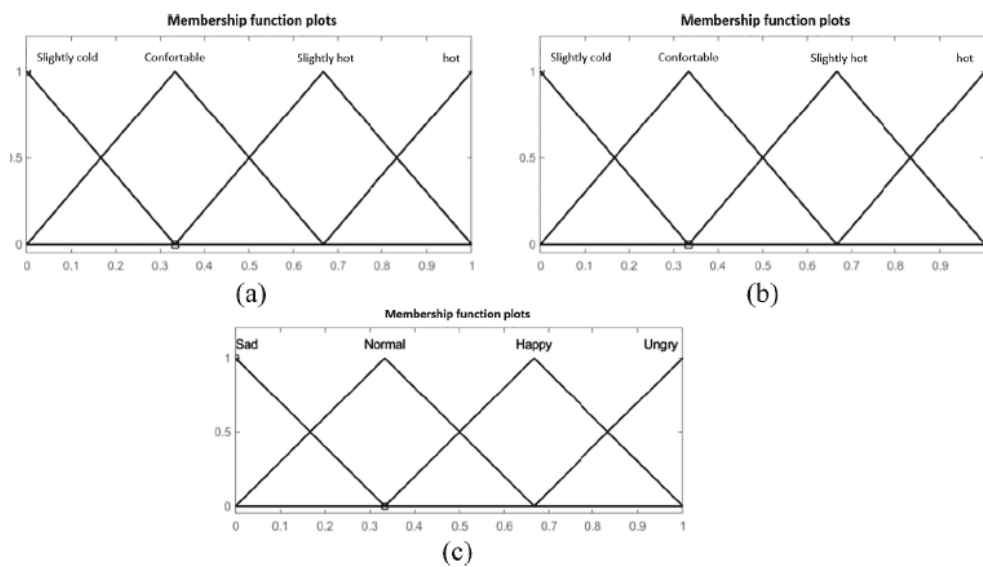 Membership function plots
Slightly cold Confortable Slightly hot hot
1
0.5
0
0 0.1 0.2 0.3 0.4 0.5 0.6 0.7 0.8 0.9 1
(a)
Membership function plots
Slightly cold Confortable Slightly hot hot
1
0.5
0
0 0.1 0.2 0.3 0.4 0.5 0.6 0.7 0.8 0.9
(b)
Membership function plots
Sad Normal Happy Ungry
1
0.5
0
0 0.1 0.2 0.3 0.4 0.5 0.6 0.7 0.8 0.9 1
(c)